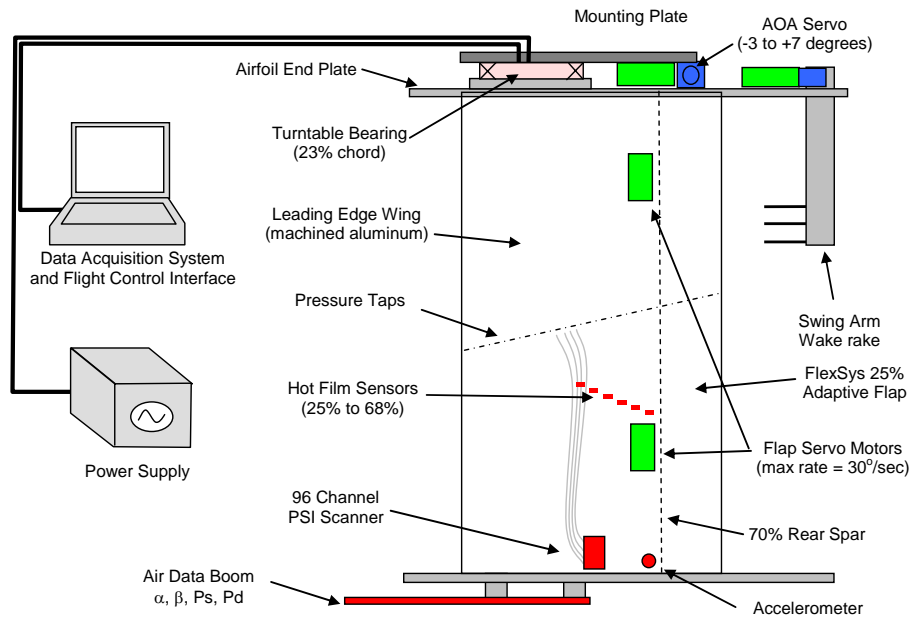 Mounting Plate
AOA Servo
(-3 to +7 degrees)
Airfoil End Plate
Turntable Bearing
(23% chord)
Leading Edge Wing
(machined aluminum)
Data Acquisition System
and Flight Control Interface
Pressure Taps
Swing Arm
Wake rake
Hot Film Sensors
(25% to 68%)
FlexSys 25%
Adaptive Flap
Flap Servo Motors
(max rate = 30°/sec)
Power Supply
96 Channel
PSI Scanner
70% Rear Spar
Air Data Boom
α, β, Ps, Pd
Accelerometer